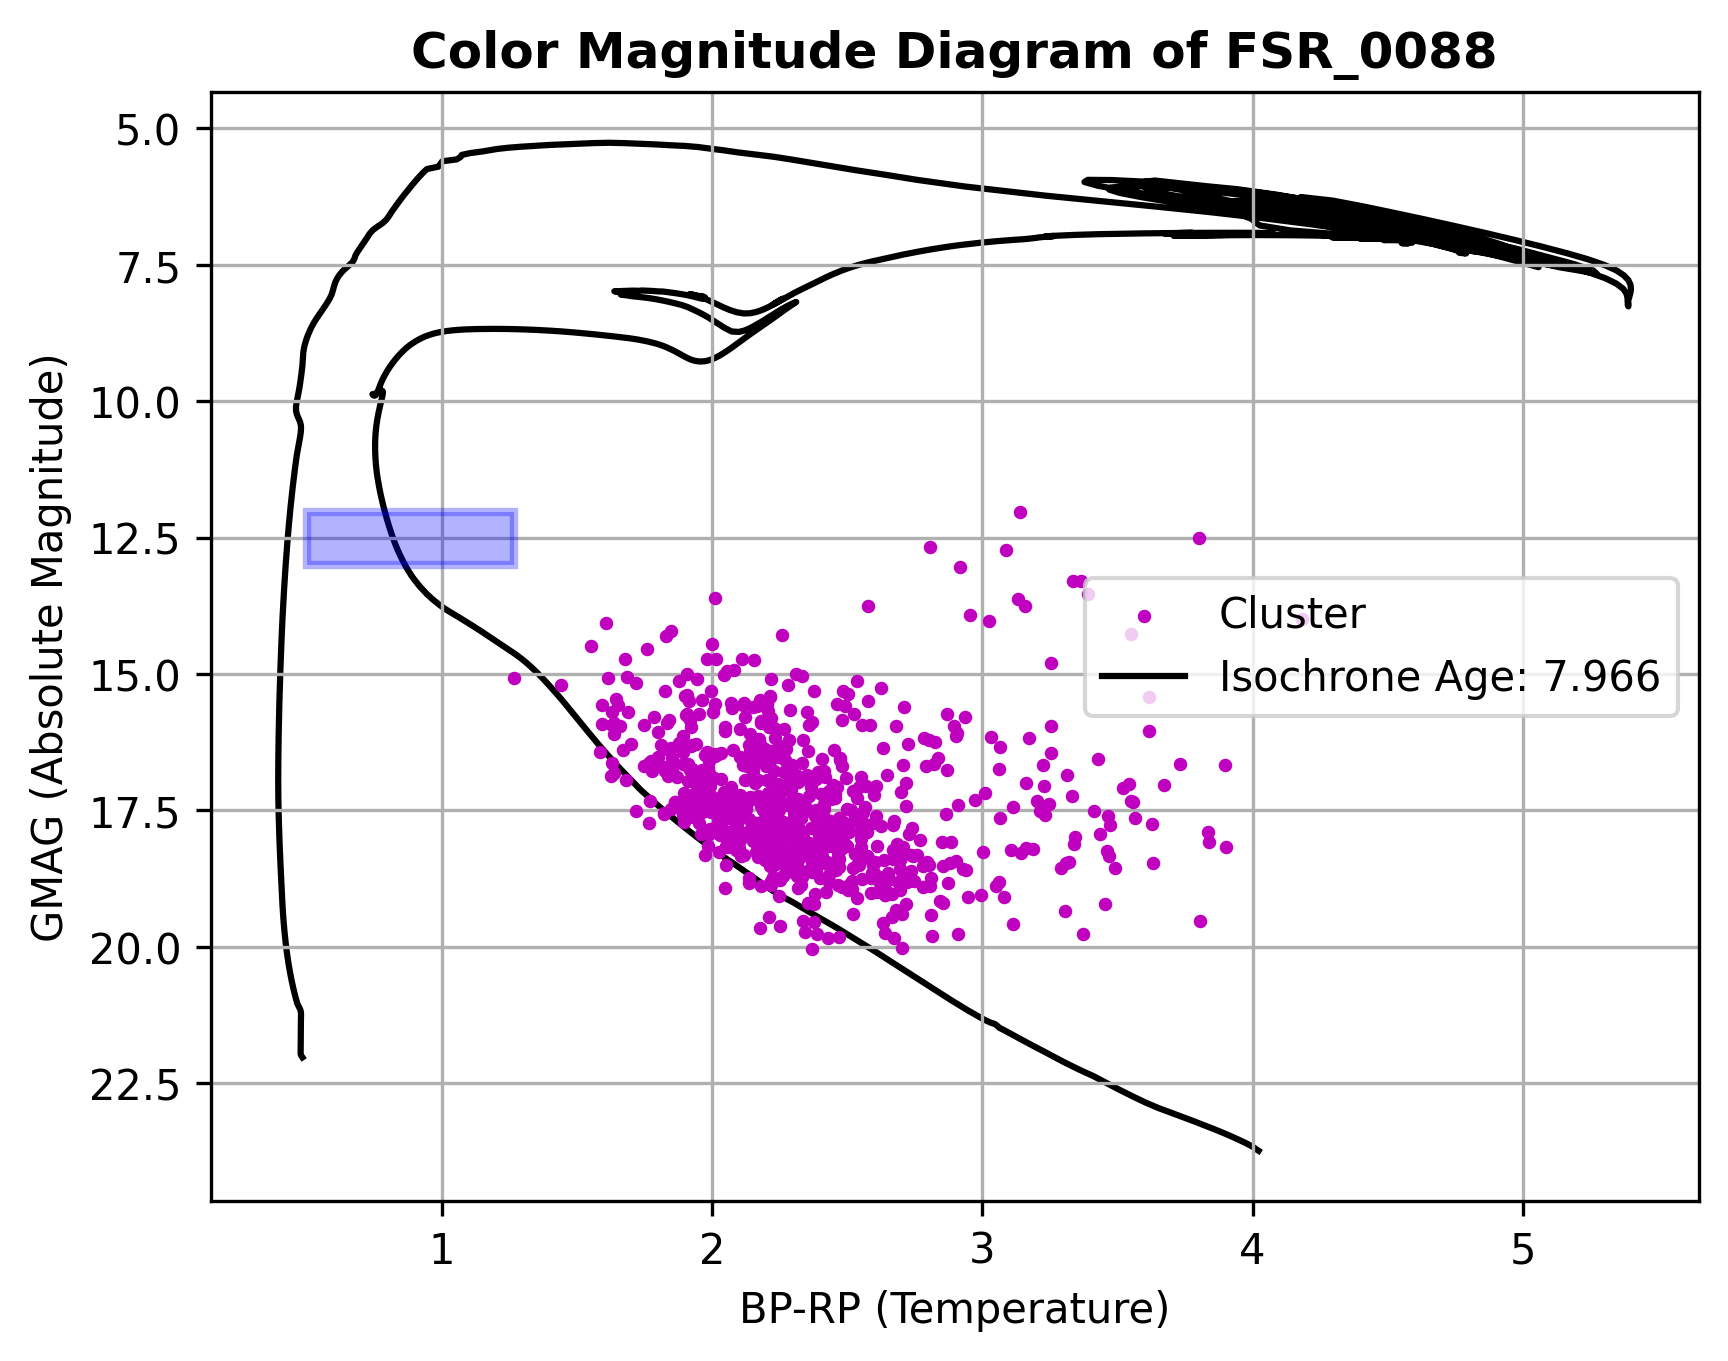 Color Magnitude Diagram of FSR_0088
5.0
7.5
10.0
12.5
15.0
17.5
20.0
22.5
GMAG (Absolute Magnitude)
Cluster
Isochrone Age: 7.966
1
2
3
4
5
BP-RP (Temperature)